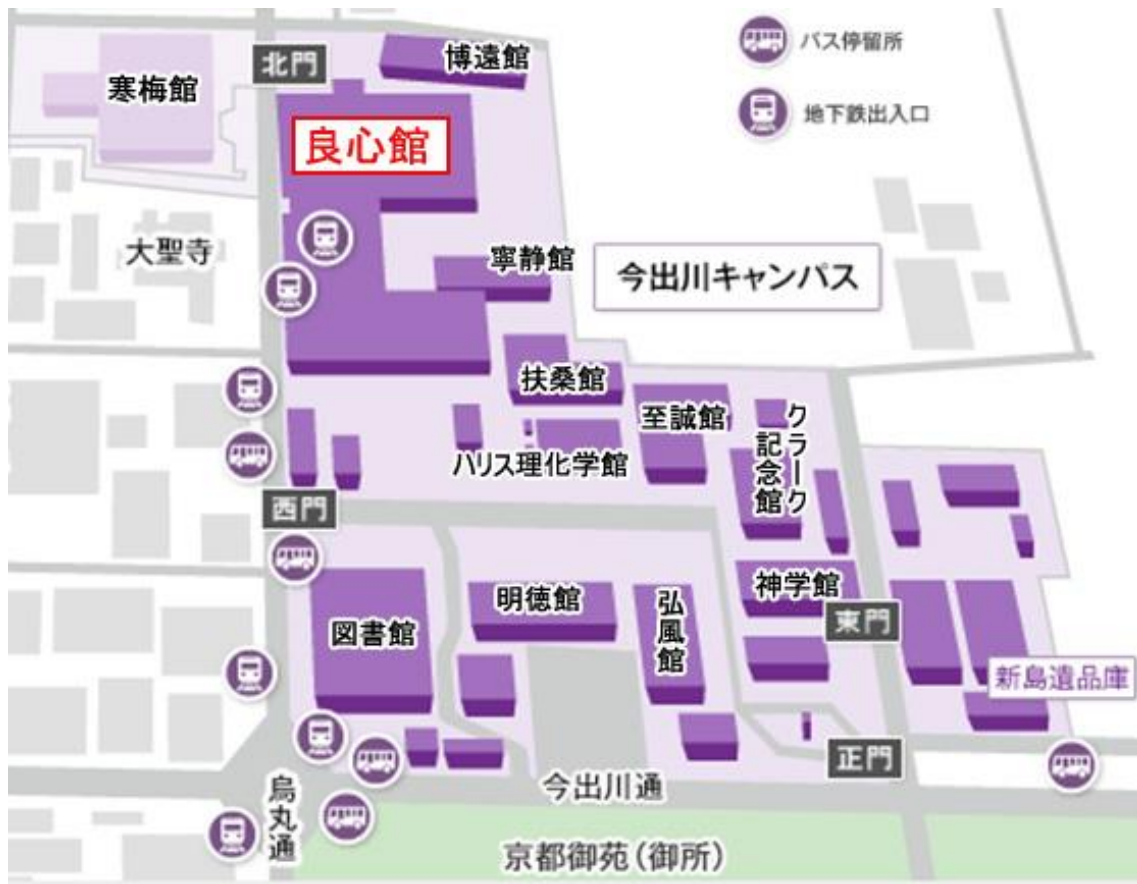 バス停留所
地下鉄出入口
北門
博遠館
寒梅館
良心館
大聖寺
寧静館
今出川キャンパス
扶桑館
至誠館
クラーク
記念館
ハリス理化学館
西門
明徳館
弘風館
神学館
図書館
東門
新島遺品庫
正門
今出川通
烏丸通
京都御苑(御所)